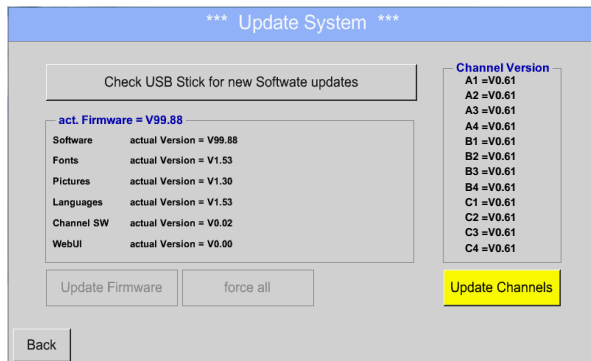 *** Update System ***
Check USB Stick for new Softwate updates
act. Firmware = V99.88
Software actual Version = V99.88
Fonts actual Version = V1.53
Pictures actual Version = V1.30
Languages actual Version = V1.53
Channel SW actual Version = V0.02
WebUI actual Version = V0.00
Update Firmware
force all
Channel Version
A1 =V0.61
A2 =V0.61
A3 =V0.61
A4 =V0.61
B1 =V0.61
B2 =V0.61
B3 =V0.61
B4 =V0.61
C1 =V0.61
C2 =V0.61
C3 =V0.61
C4 =V0.61
Update Channels
Back